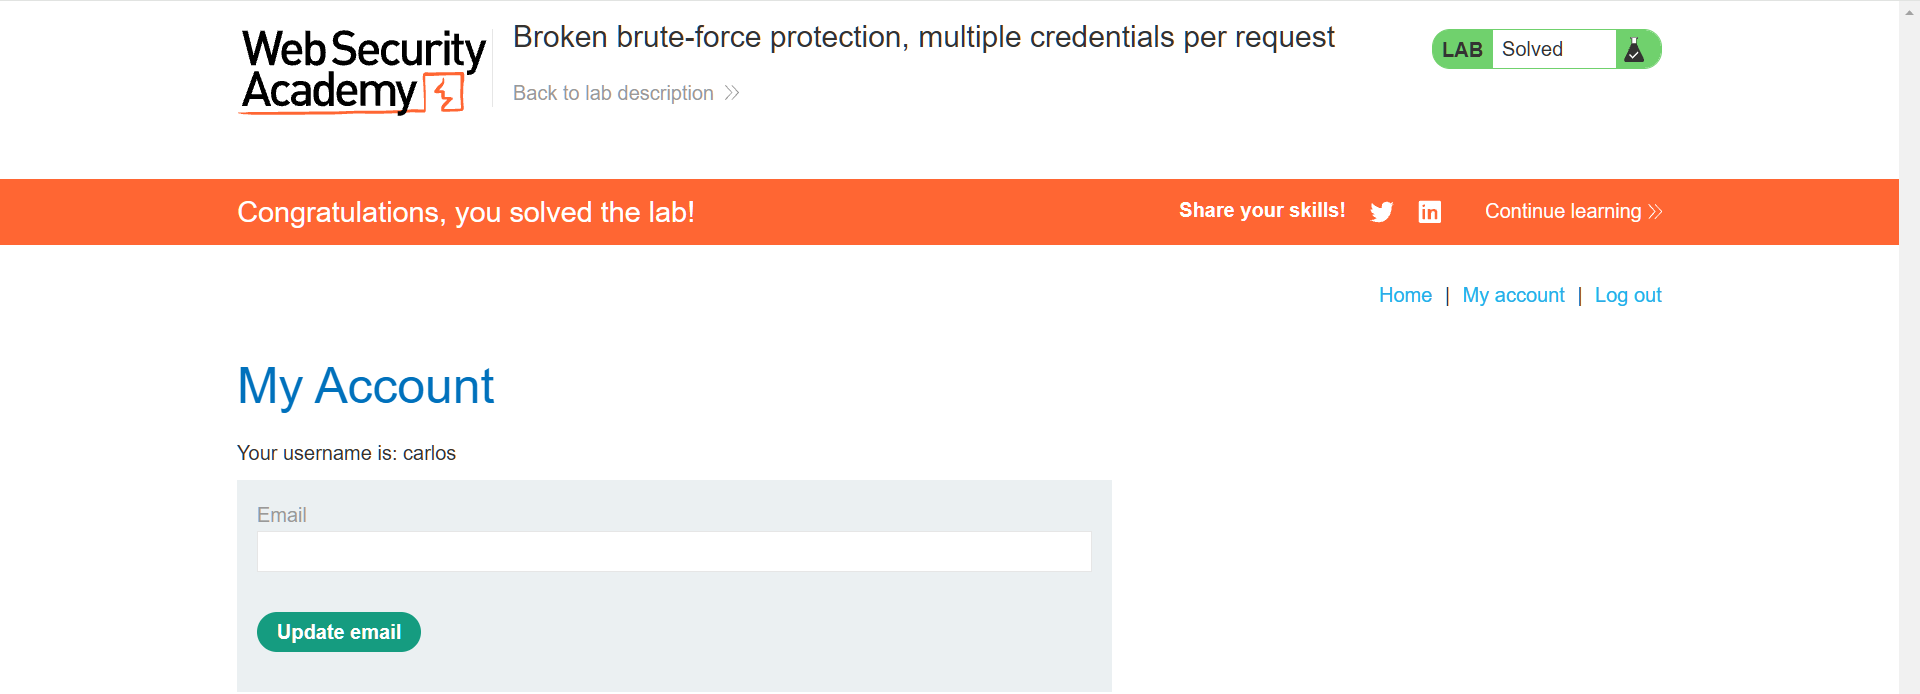 Web Security
Academy
Broken brute-force protection, multiple credentials per request
Back to lab description
LAB Solved
Congratulations, you solved the lab!
Share your skills!
Continue learning
Home | My account | Log out
My Account
Your username is: carlos
Email
Update email